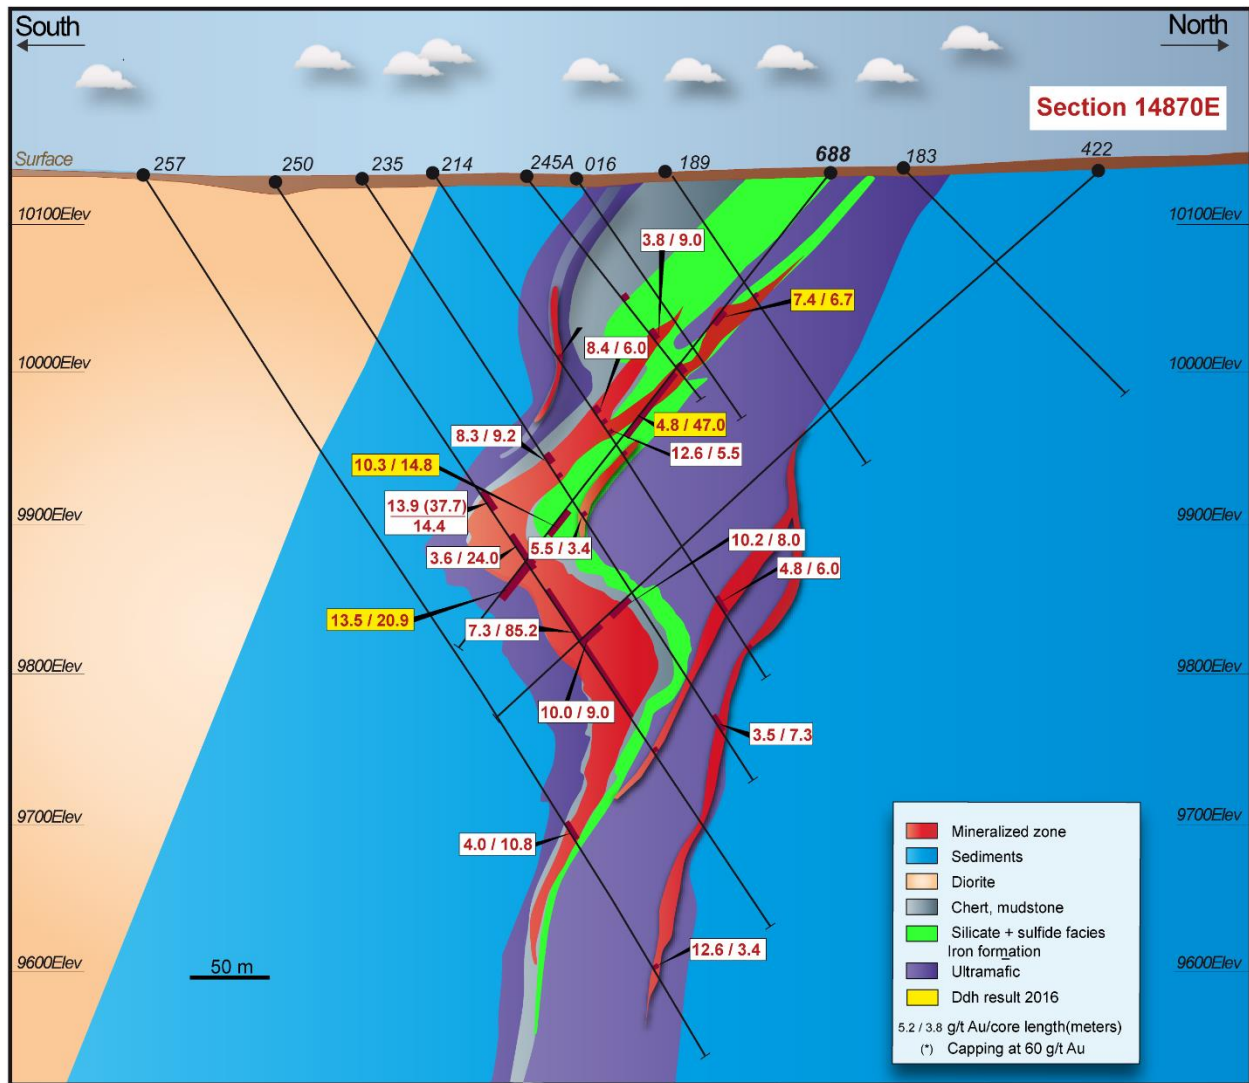 South
North
Section 14870E
Surface
257
250
235
214
245A
016
189
688
183
422
10100Elev
10100Elev
3.8 / 9.0
7.4 / 6.7
8.4 / 6.0
10000Elev
10000Elev
4.8 / 47.0
8.3 / 9.2
12.6 / 5.5
10.3 / 14.8
13.9 (37.7)
14.4
9900Elev
9900Elev
5.5 / 3.4
10.2 / 8.0
3.6 / 24.0
4.8 / 6.0
13.5 / 20.9
7.3 / 85.2
9800Elev
9800Elev
10.0 / 9.0
3.5 / 7.3
9700Elev
9700Elev
4.0 / 10.8
12.6 / 3.4
9600Elev
9600Elev
50 m
Mineralized zone
Sediments
Diorite
Chert, mudstone
Silicate + sulfide facies
Iron formation
Ultramafic
Ddh result 2016
5.2 / 3.8 g/t Au/core length(meters)
(*) Capping at 60 g/t Au